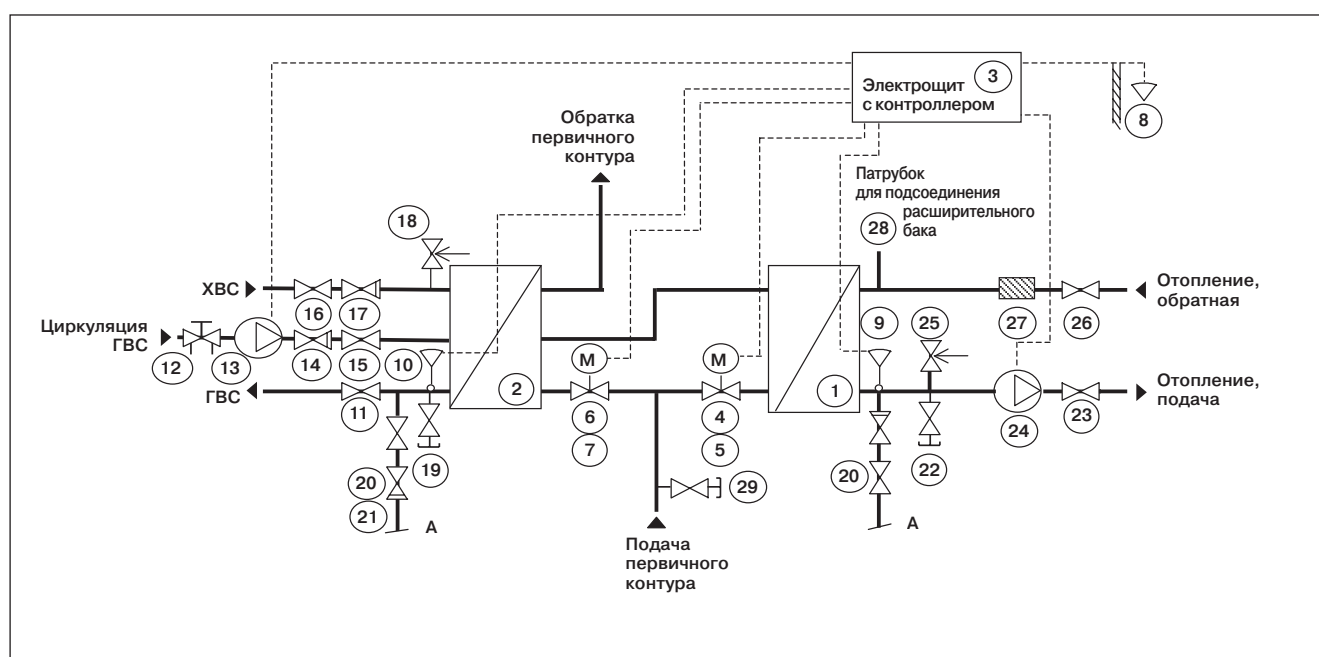 3
Электрощит
с контроллером
8
Обратка
первичного
контура
Патрубок
для подсоединения
расширительного
бака
18
28
ХВС
Отопление,
обратная
16
17
9
25
27
26
Циркуляция
ГВС
12
13
14
15
10
М
М
ГВС
2
1
Отопление,
подача
11
6
4
24
23
7
5
19
20
22
20
29
21
А
А
Подача
первичного
контура